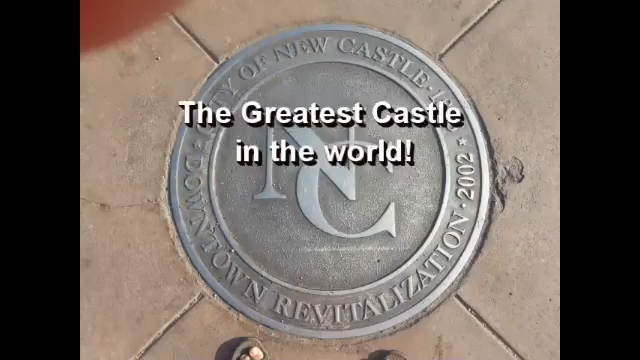 The Greatest Castle
in the world!
CITY OF NEW CASTLE
DOWNTOWN REVITALIZATION · 2002
NC